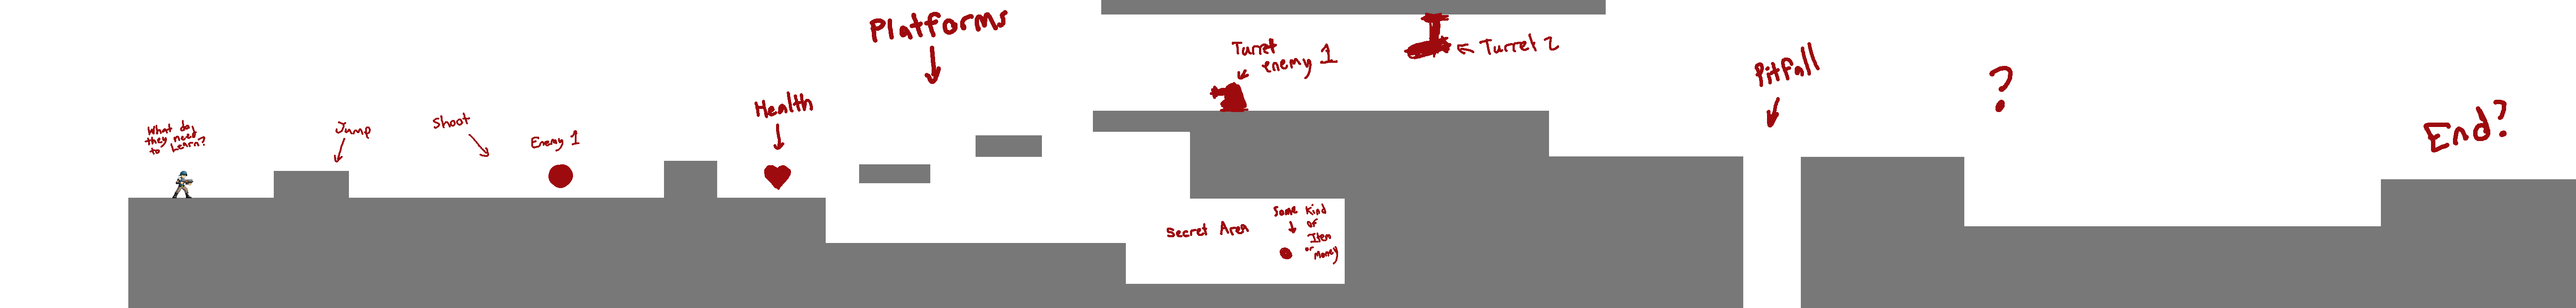 What do
they need
to Learn?
Jump
Shoot
Enemy 1
Health
Platforms
Turret
enemy 1
Turret 2
Secret Area
Some kind
of
Item
or
Money
Pitfall
?
End?